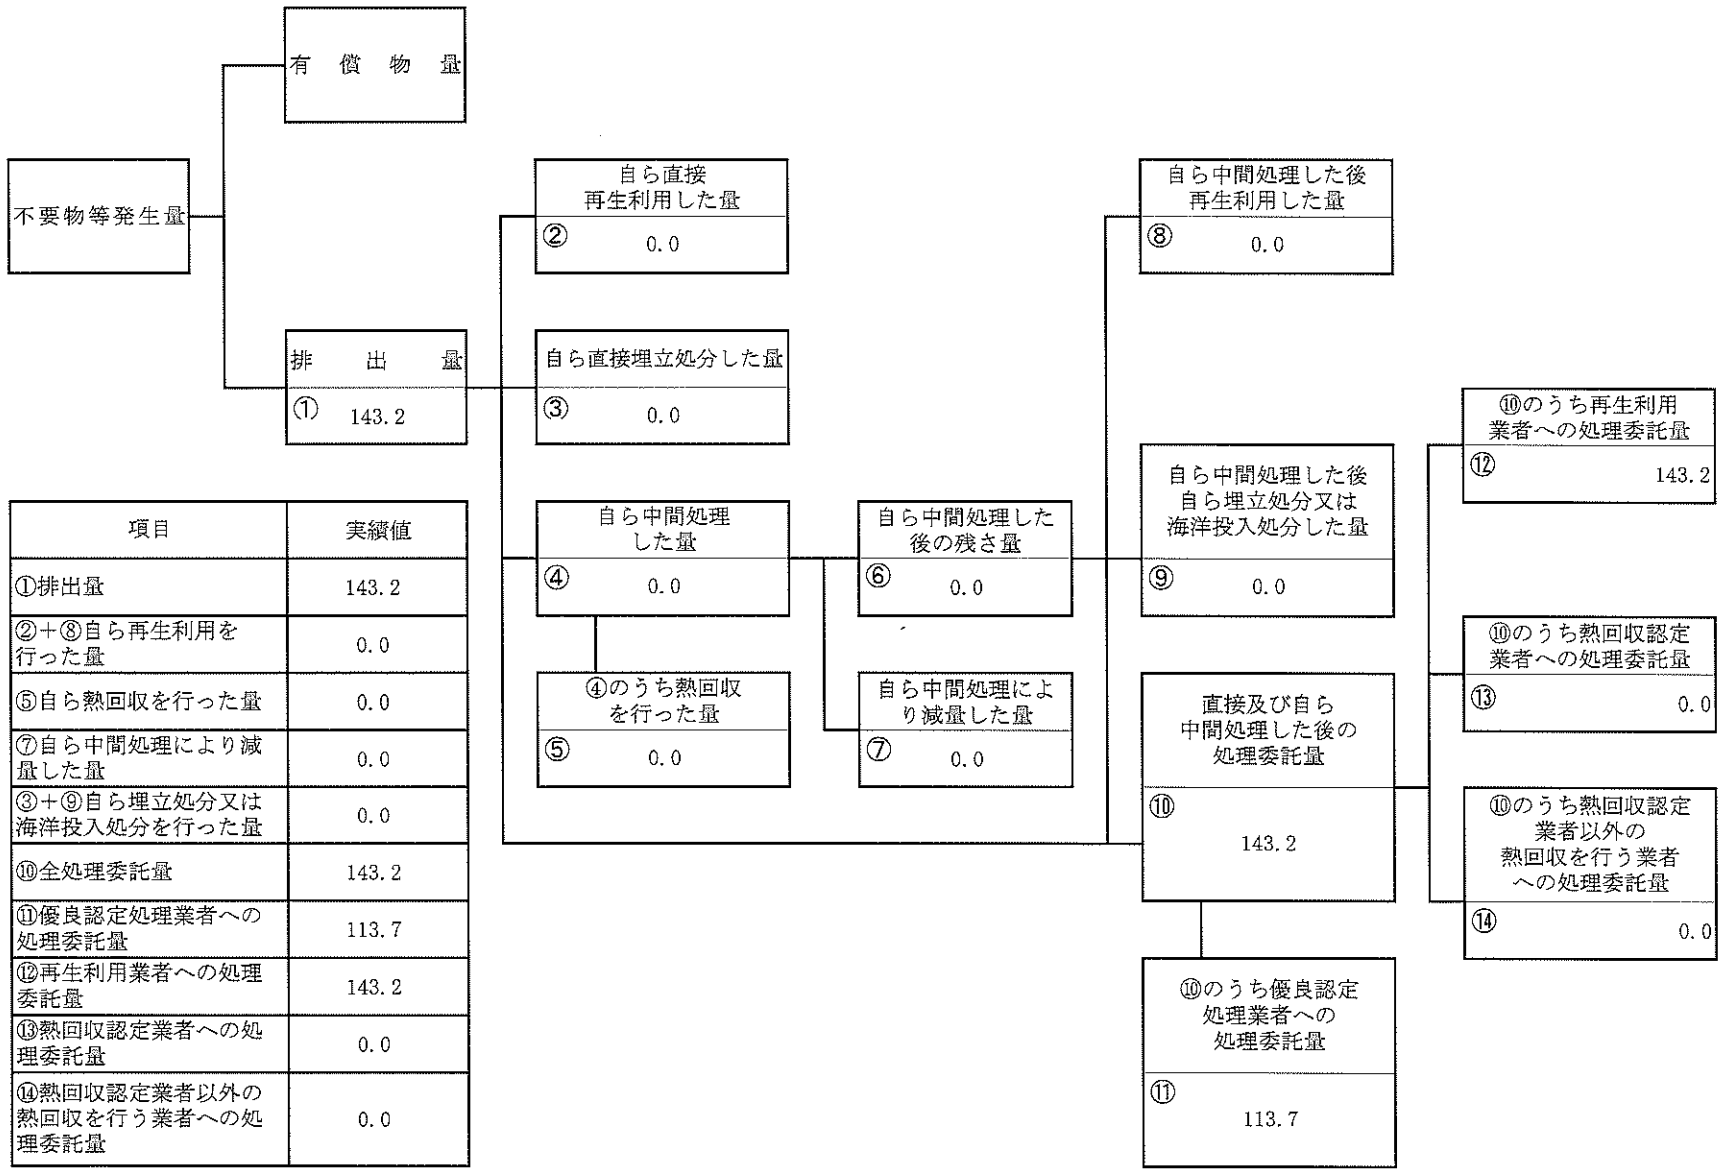 有償物量
不要物等発生量
排出量
① 143.2
自ら直接
再生利用した量
② 0.0
自ら直接埋立処分した量
③ 0.0
自ら中間処理
した量
④ 0.0
④のうち熱回収
を行った量
⑤ 0.0
自ら中間処理した
後の残さ量
⑥ 0.0
自ら中間処理によ
り減量した量
⑦ 0.0
自ら中間処理した後
再生利用した量
⑧ 0.0
自ら中間処理した後
自ら埋立処分又は
海洋投入処分した量
⑨ 0.0
直接及び自ら
中間処理した後の
処理委託量
⑩
143.2
⑩のうち優良認定
処理業者への
処理委託量
⑪
113.7
⑩のうち再生利用
業者への処理委託量
⑫ 143.2
⑩のうち熱回収認定
業者への処理委託量
⑬ 0.0
⑩のうち熱回収認定
業者以外の
熱回収を行う業者
への処理委託量
⑭ 0.0
項目 実績値
①排出量 143.2
②+⑧自ら再生利用を
行った量 0.0
⑤自ら熱回収を行った量 0.0
⑦自ら中間処理により減
量した量 0.0
③+⑨自ら埋立処分又は
海洋投入処分を行った量 0.0
⑩全処理委託量 143.2
⑪優良認定処理業者への
処理委託量 113.7
⑫再生利用業者への処理
委託量 143.2
⑬熱回収認定業者への処
理委託量 0.0
⑭熱回収認定業者以外の
熱回収を行う業者への処
理委託量 0.0